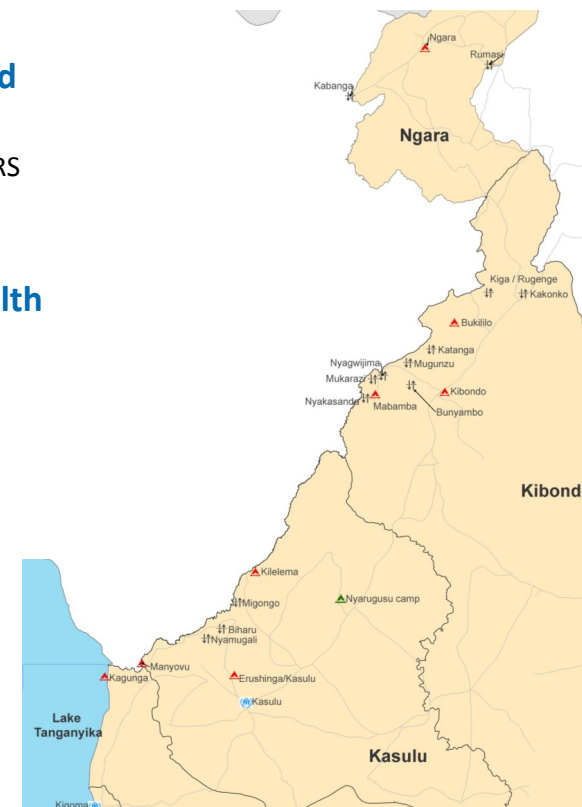 d
RS
lth
Ngara
Rumasi
Kabanga
Ngara
Kiga / Rugenge
Kakonko
Bukililo
Katanga
Nyagwijima
Mugunzu
Mukarazi
Nyakasanda
Mabamba
Kibondo
Bunyambo
Kibond
Kilelema
Nyarugusu camp
Migongo
Biharu
Nyamugali
Manyovu
Kagunga
Erushinga/Kasulu
Kasulu
Lake
Tanganyika
Kasulu
Kigoma